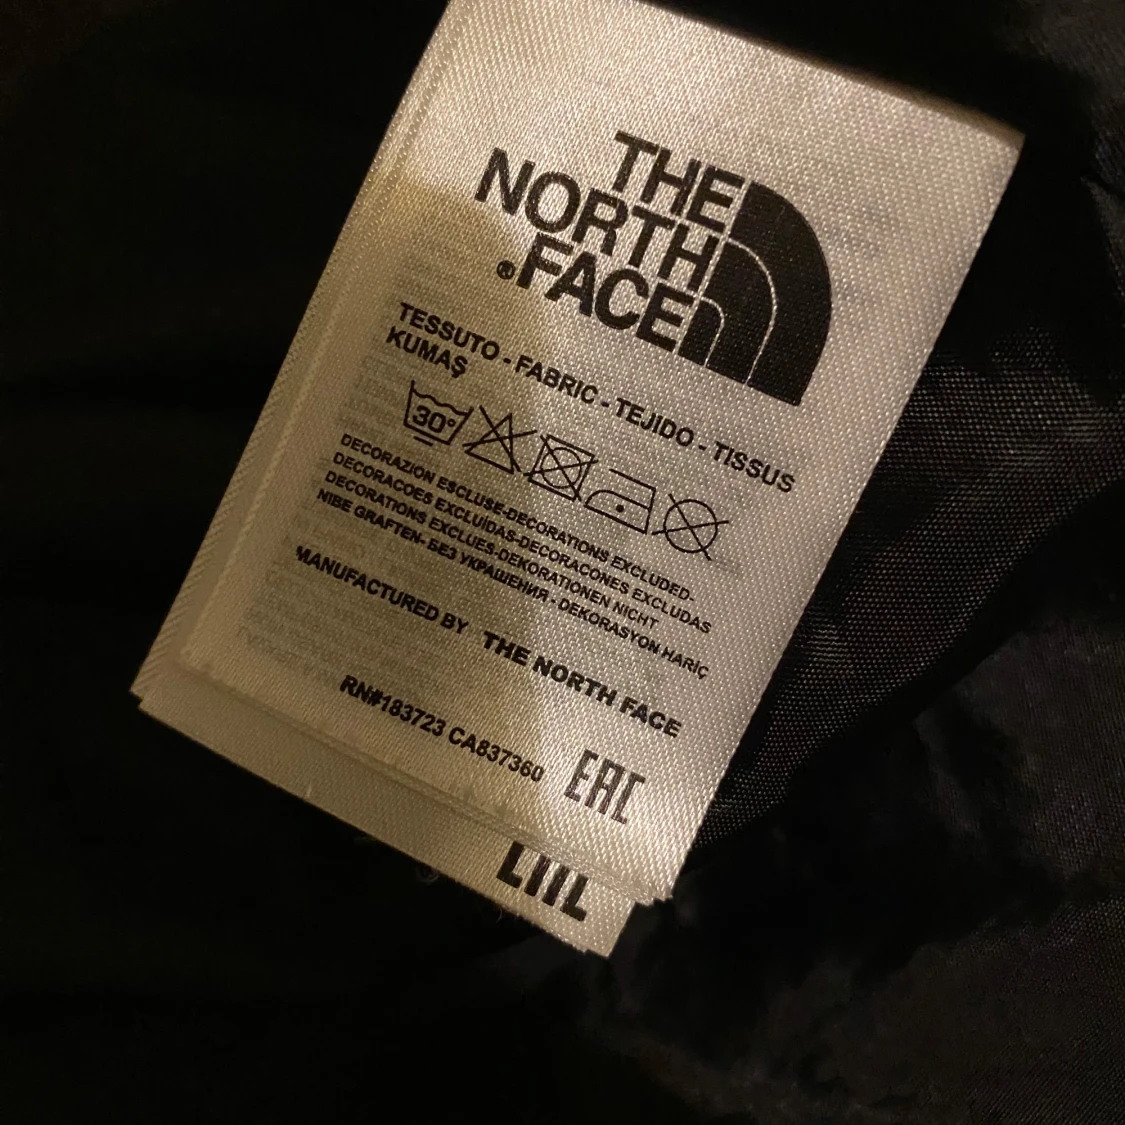 THE
NORTH
FACE
®
TESSUTO - FABRIC - TEJIDO - TISSUS
KUMAŞ
30°
DECORAZION ESCLUSE-DECORATIONS EXCLUDED-
DECORACOES EXCLUÍDAS-DECORACONES EXCLUDAS
DECORATIONS EXCLUES-DEKORATIONEN NICHT
NIBE GRAFTEN- БЕЗ УКРАШЕНИЯ - DEKORASYON HARİÇ
MANUFACTURED BY THE NORTH FACE
RN#183723 CA837360
EAC